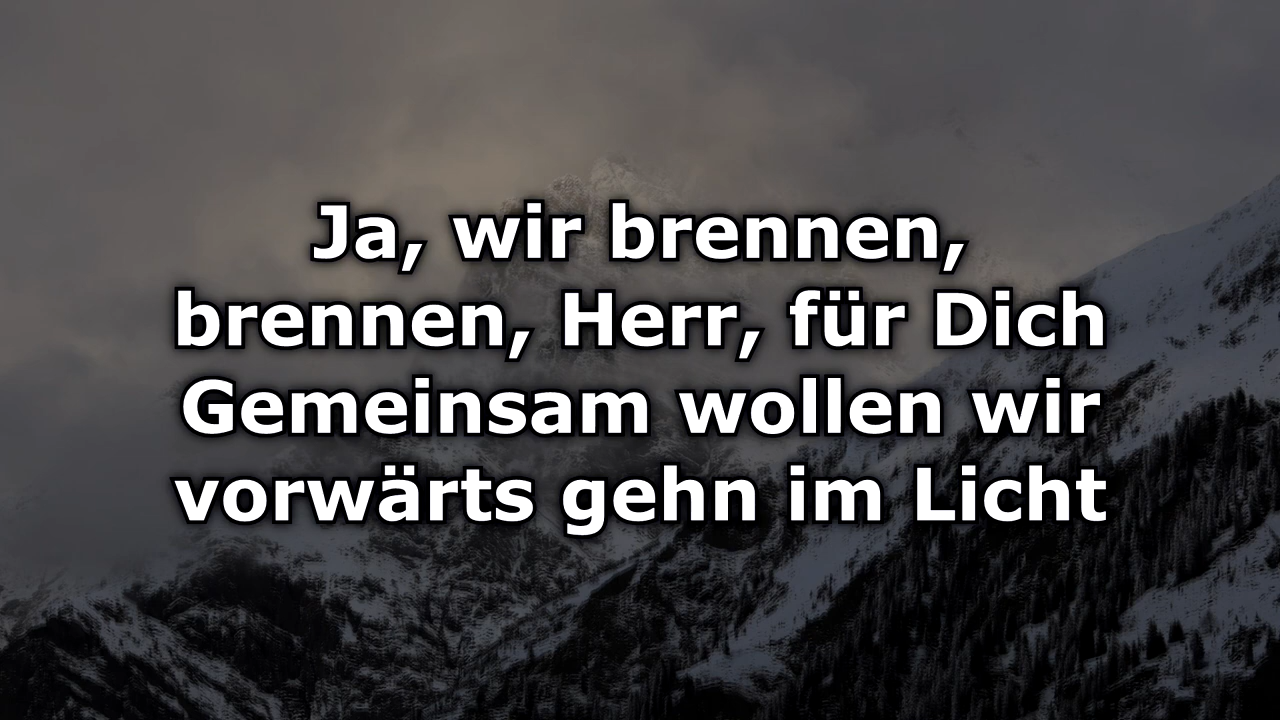 Ja, wir brennen,
brennen, Herr, für Dich
Gemeinsam wollen wir
vorwärts gehn im Licht